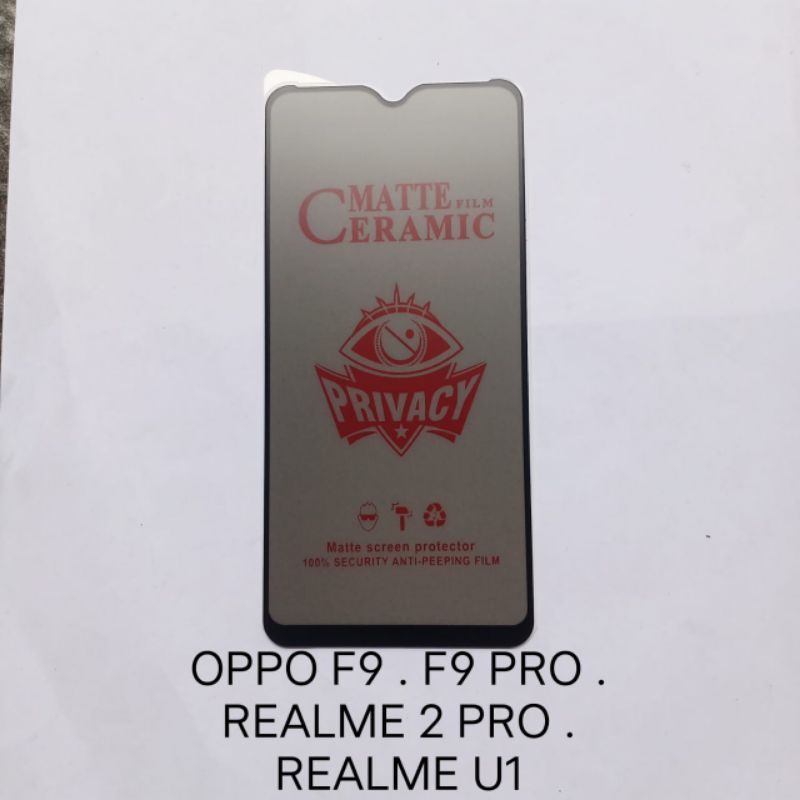 MATTE FILM
CERAMIC
PRIVACY
Matte screen protector
100% SECURITY ANTI-PEEPING FILM
OPPO F9 . F9 PRO .
REALME 2 PRO .
REALME U1